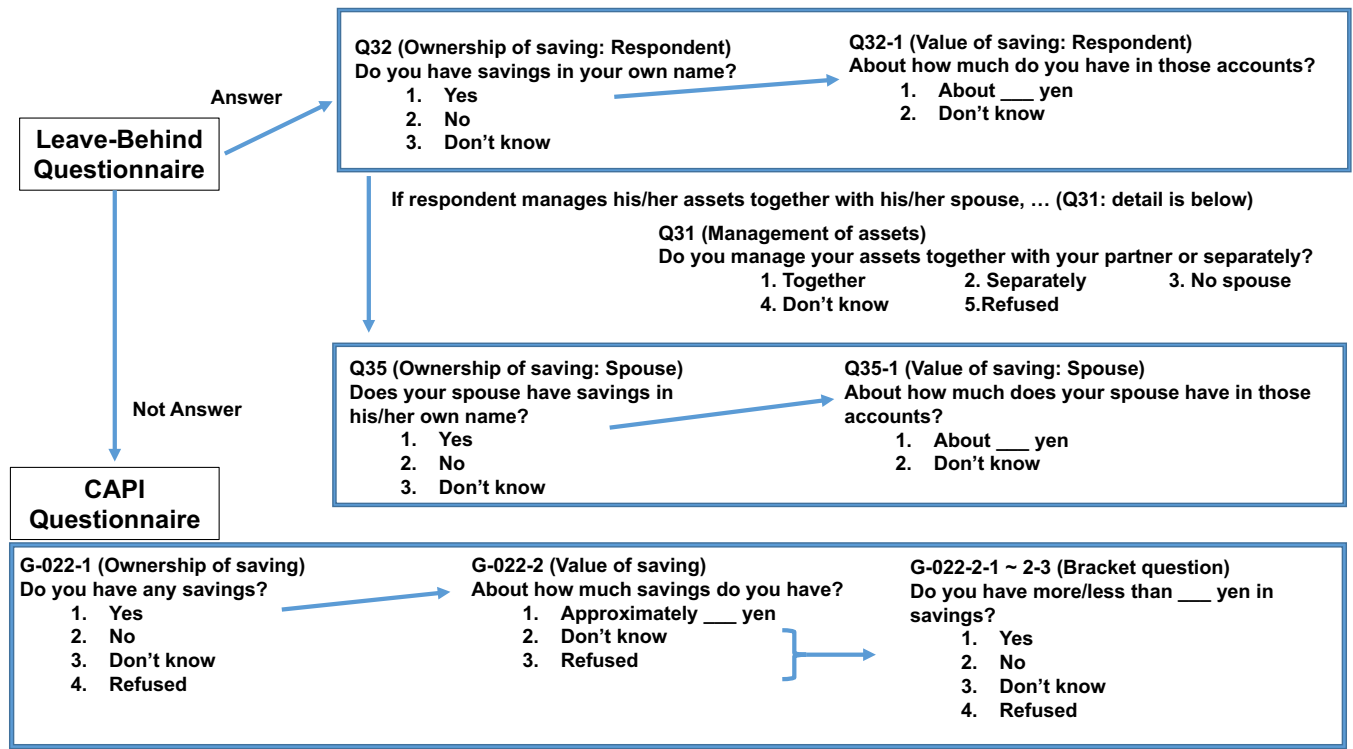 Leave-Behind
Questionnaire
Answer
Q32 (Ownership of saving: Respondent)
Do you have savings in your own name?
1. Yes
2. No
3. Don't know
Q32-1 (Value of saving: Respondent)
About how much do you have in those accounts?
1. About ___ yen
2. Don't know
If respondent manages his/her assets together with his/her spouse, … (Q31: detail is below)
Q31 (Management of assets)
Do you manage your assets together with your partner or separately?
1. Together 2. Separately 3. No spouse
4. Don't know 5.Refused
Q35 (Ownership of saving: Spouse)
Does your spouse have savings in
his/her own name?
1. Yes
2. No
3. Don't know
Q35-1 (Value of saving: Spouse)
About how much does your spouse have in those
accounts?
1. About ___ yen
2. Don't know
Not Answer
CAPI
Questionnaire
G-022-1 (Ownership of saving)
Do you have any savings?
1. Yes
2. No
3. Don't know
4. Refused
G-022-2 (Value of saving)
About how much savings do you have?
1. Approximately ___ yen
2. Don't know
3. Refused
G-022-2-1 ~ 2-3 (Bracket question)
Do you have more/less than ___ yen in
savings?
1. Yes
2. No
3. Don't know
4. Refused